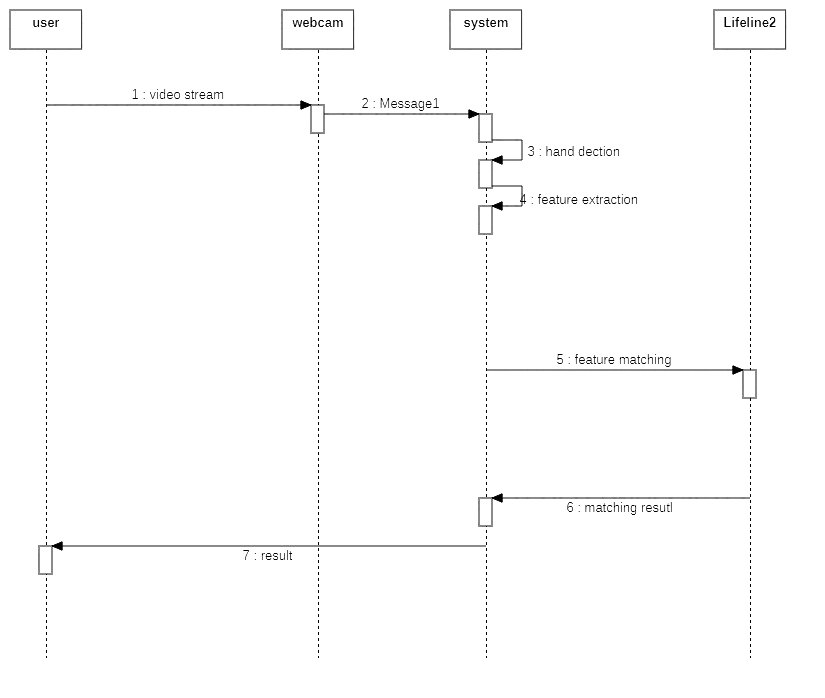 user
webcam
system
Lifeline2
1 : video stream
2 : Message1
3 : hand dection
4 : feature extraction
5 : feature matching
6 : matching resutl
7 : result